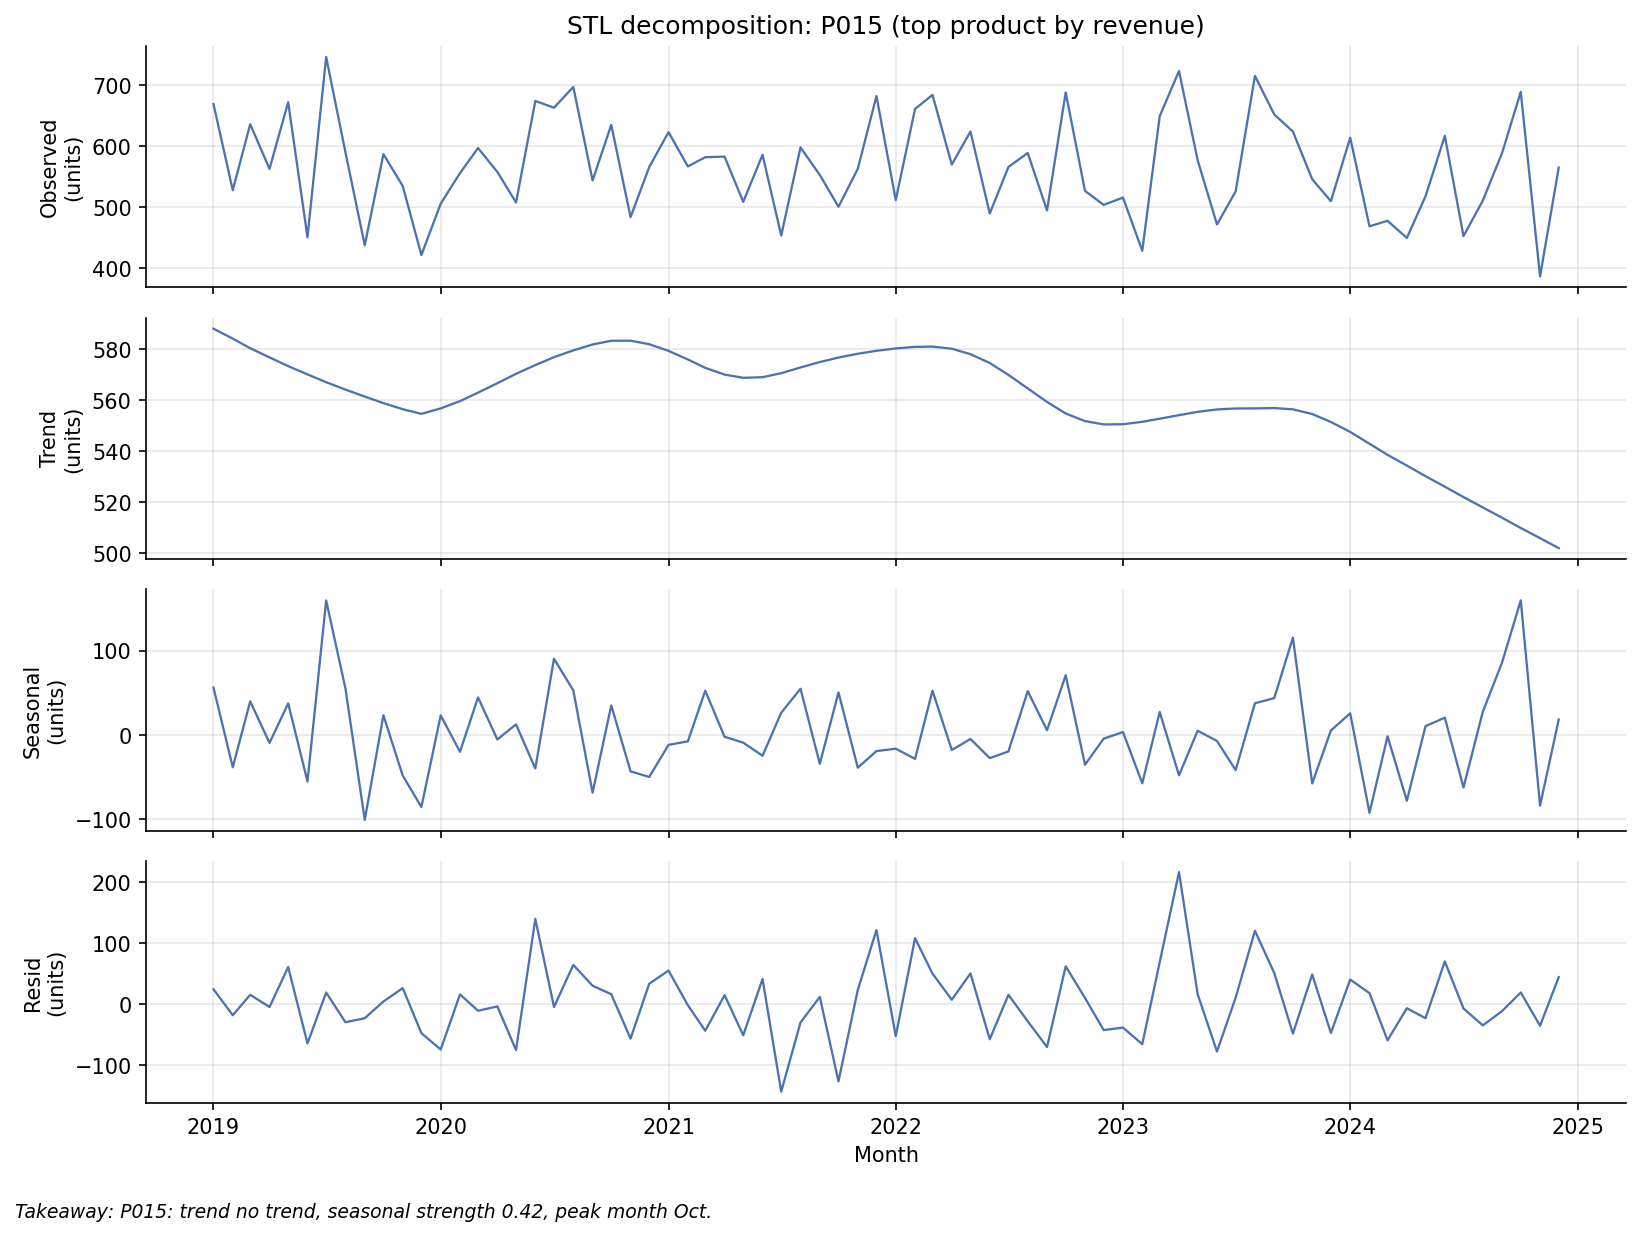 STL decomposition: P015 (top product by revenue)
Observed
(units)
700
600
500
400
Trend
(units)
580
560
540
520
500
Seasonal
(units)
100
0
−100
Resid
(units)
200
100
0
−100
2019 2020 2021 2022 2023 2024 2025
Month
Takeaway: P015: trend no trend, seasonal strength 0.42, peak month Oct.